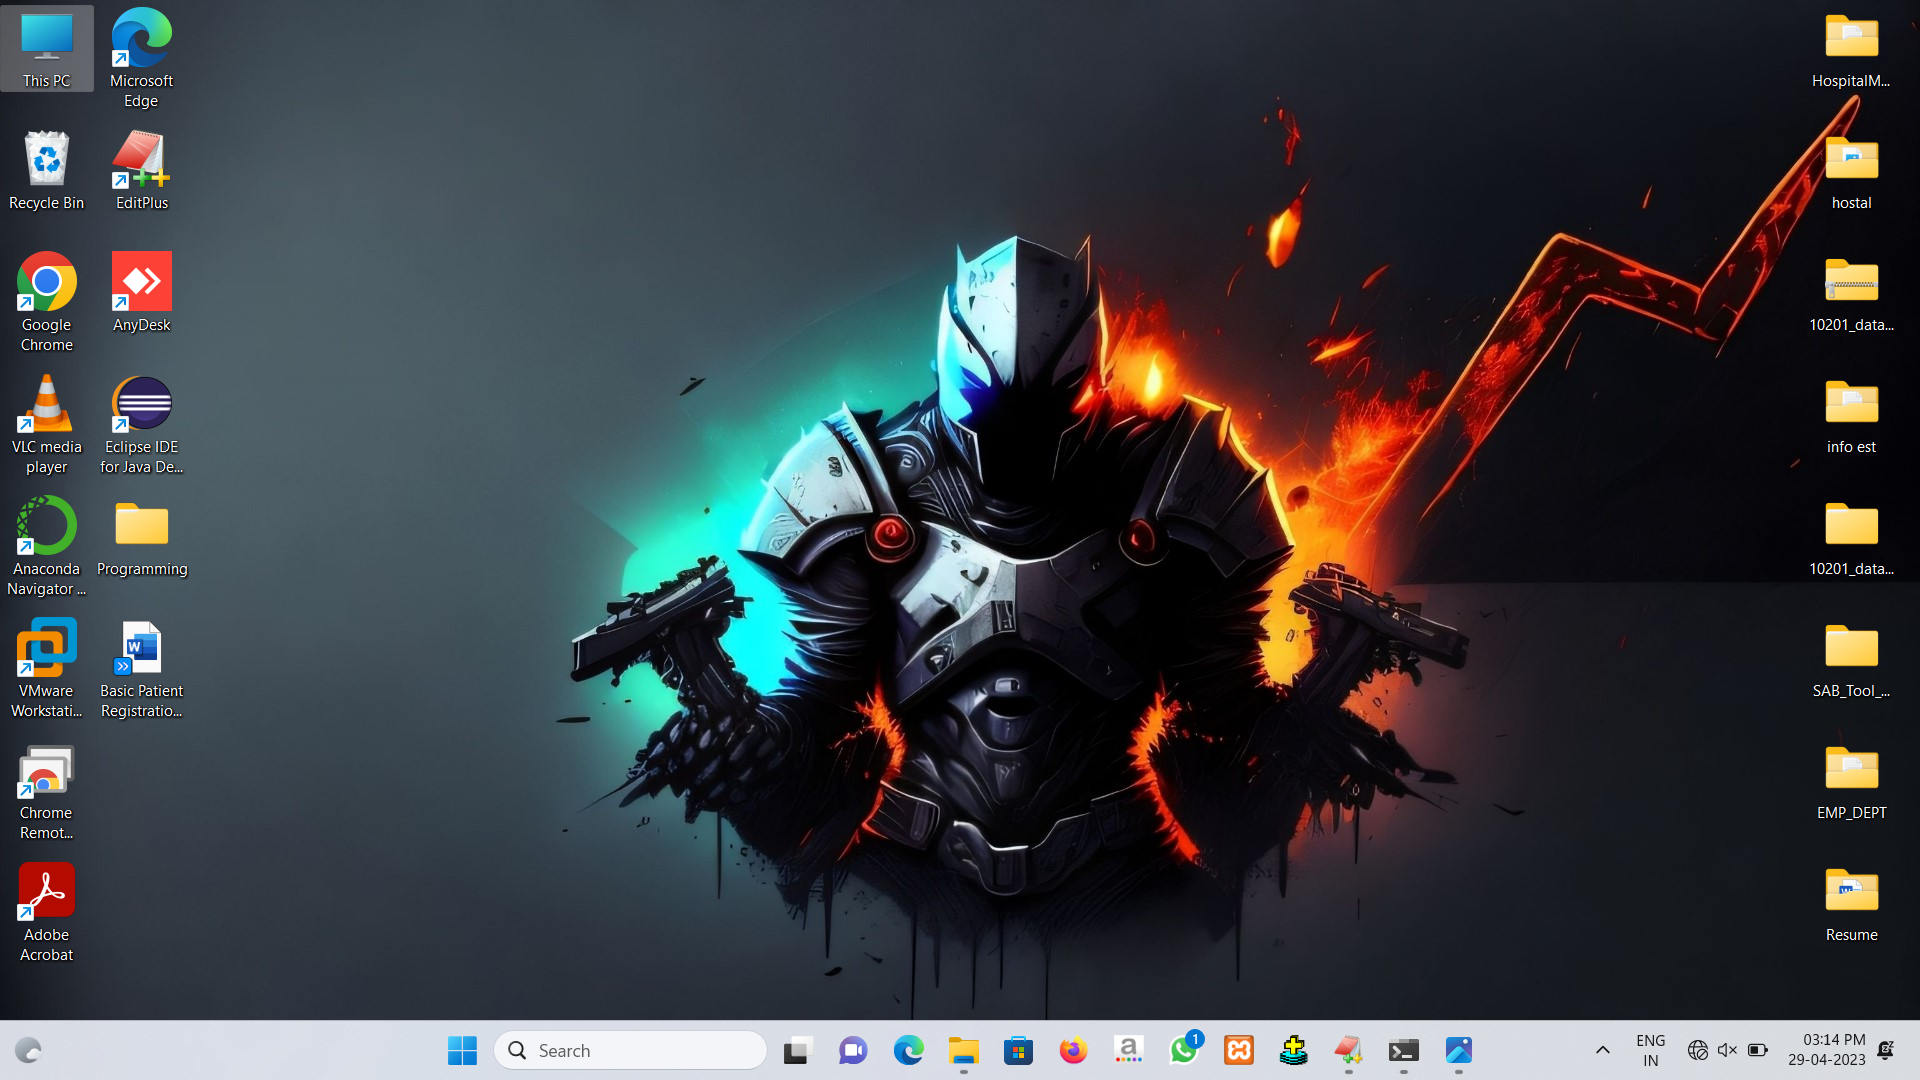 This PC
Microsoft
Edge
HospitalM...
Recycle Bin
EditPlus
hostal
Google
Chrome
AnyDesk
10201_data...
VLC media
player
Eclipse IDE
for Java De...
info est
Anaconda
Navigator ...
Programming
10201_data...
VMware
Workstati...
Basic Patient
Registratio...
SAB_Tool_...
Chrome
Remot...
EMP_DEPT
Adobe
Acrobat
Resume
Search
1
ENG
IN
03:14 PM
29-04-2023